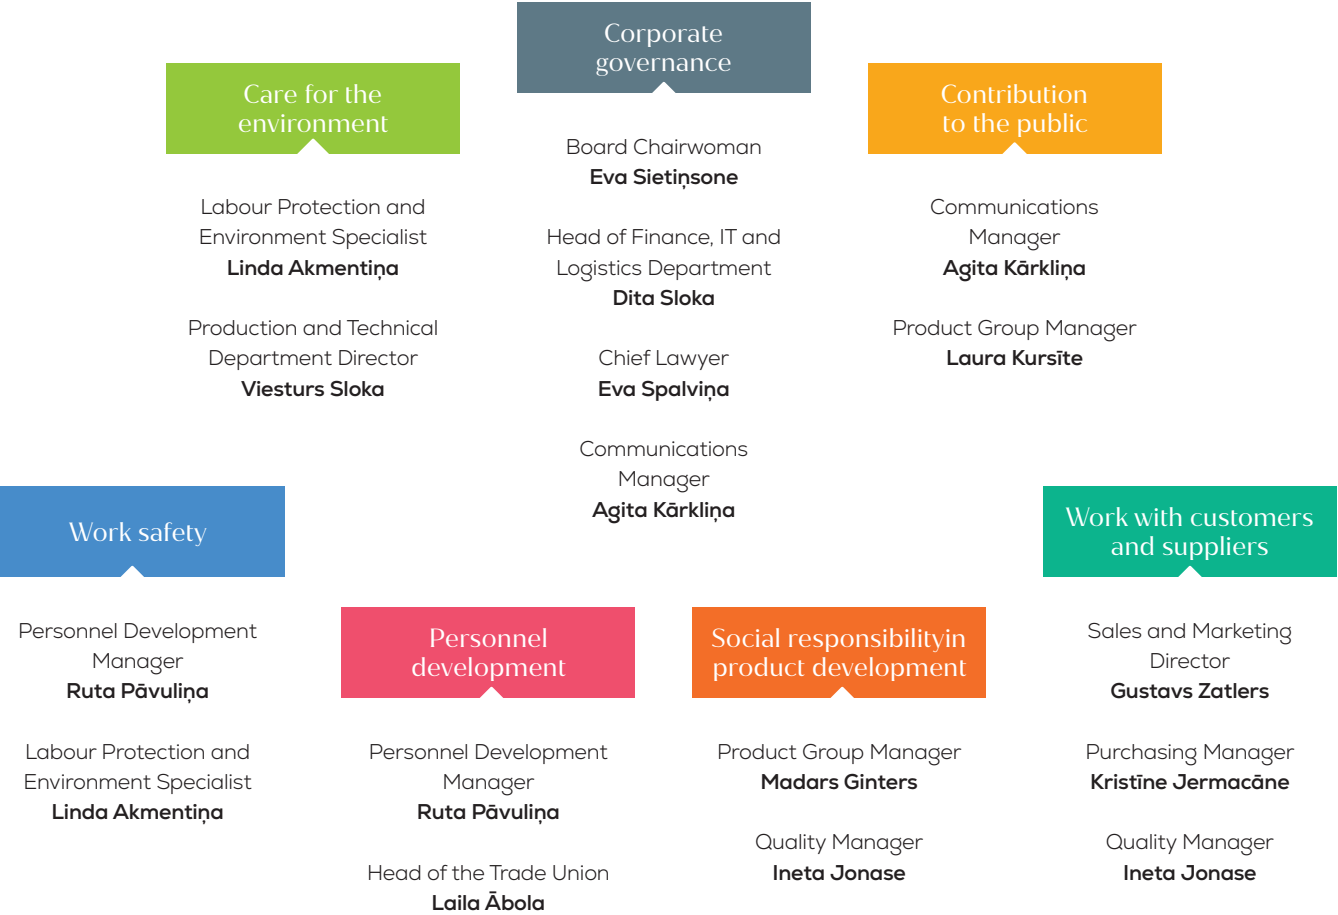 Corporate
governance
Board Chairwoman
Eva Sietiņsone
Head of Finance, IT and
Logistics Department
Dita Sloka
Chief Lawyer
Eva Spalviņa
Communications
Manager
Agita Kārkliņa
Care for the
environment
Labour Protection and
Environment Specialist
Linda Akmentiņa
Production and Technical
Department Director
Viesturs Sloka
Contribution
to the public
Communications
Manager
Agita Kārkliņa
Product Group Manager
Laura Kursīte
Work safety
Personnel Development
Manager
Ruta Pāvuliņa
Labour Protection and
Environment Specialist
Linda Akmentiņa
Personnel
development
Personnel Development
Manager
Ruta Pāvuliņa
Head of the Trade Union
Laila Ābola
Social responsibilityin
product development
Product Group Manager
Madars Ginters
Quality Manager
Ineta Jonase
Work with customers
and suppliers
Sales and Marketing
Director
Gustavs Zatlers
Purchasing Manager
Kristīne Jermacāne
Quality Manager
Ineta Jonase